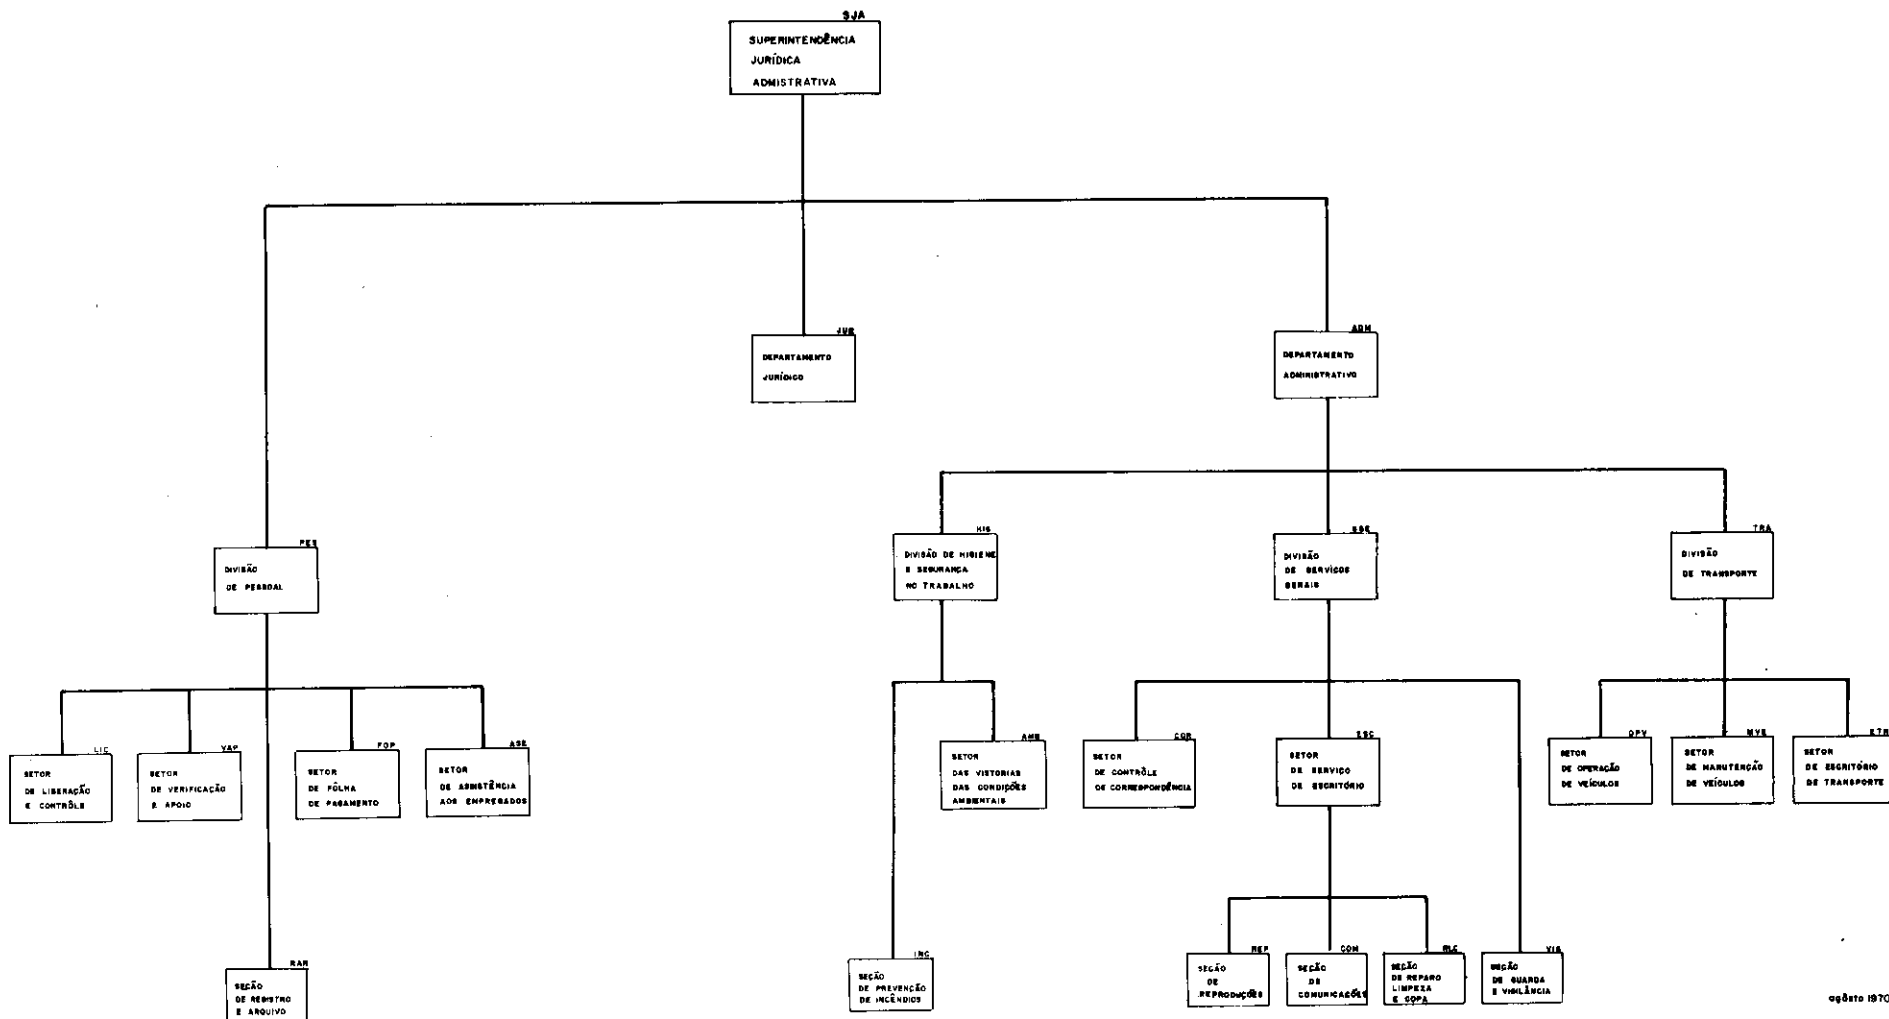 SJA
SUPERINTENDÊNCIA
JURÍDICA
ADMISTRATIVA
JUR
DEPARTAMENTO
JURÍDICO
ADM
DEPARTAMENTO
ADMINISTRATIVO
PES
DIVISÃO
DE PESSOAL
HIS
DIVISÃO DE HIGIENE
E SEGURANÇA
NO TRABALHO
SGE
DIVISÃO
DE SERVIÇOS
GERAIS
TRA
DIVISÃO
DE TRANSPORTE
LIC
SETOR
DE LIBERAÇÃO
E CONTRÔLE
VAP
SETOR
DE VERIFICAÇÃO
E APOIO
FOP
SETOR
DE FÔLHA
DE PAGAMENTO
ASE
SETOR
DE ASISTÊNCIA
AOS EMPREGADOS
AMB
SETOR
DAS VISTORIAS
DAS CONDIÇÕES
AMBIENTAIS
COR
SETOR
DE CONTRÔLE
DE CORRESPONDÊNCIA
ESC
SETOR
DE SERVIÇO
DE ESCRITÓRIO
OPV
SETOR
DE OPERAÇÃO
DE VEÍCULOS
MVE
SETOR
DE MANUTENÇÃO
DE VEÍCULOS
ETR
SETOR
DE ESCRITÓRIO
DE TRANSPORTE
RAR
SEÇÃO
DE REGISTRO
E ARQUIVO
INC
SEÇÃO
DE PREVENÇÃO
DE INCÊNDIOS
REP
SEÇÃO
DE
REPRODUÇÕES
COM
SEÇÃO
DE
COMUNICAÇÕES
RLC
SEÇÃO
DE REPARO
LIMPEZA
E COPA
VIG
SEÇÃO
DE GUARDA
E VIGILÂNCIA
agôsto 1970